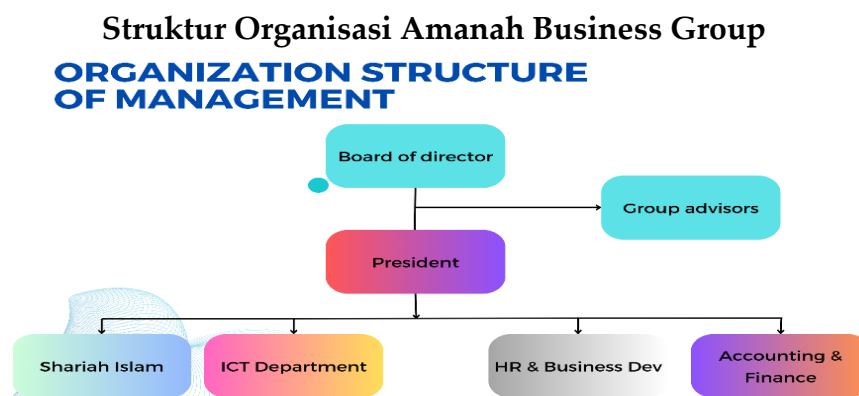 Struktur Organisasi Amanah Business Group
ORGANIZATION STRUCTURE
OF MANAGEMENT
Board of director
Group advisors
President
Shariah Islam
ICT Department
HR & Business Dev
Accounting &
Finance